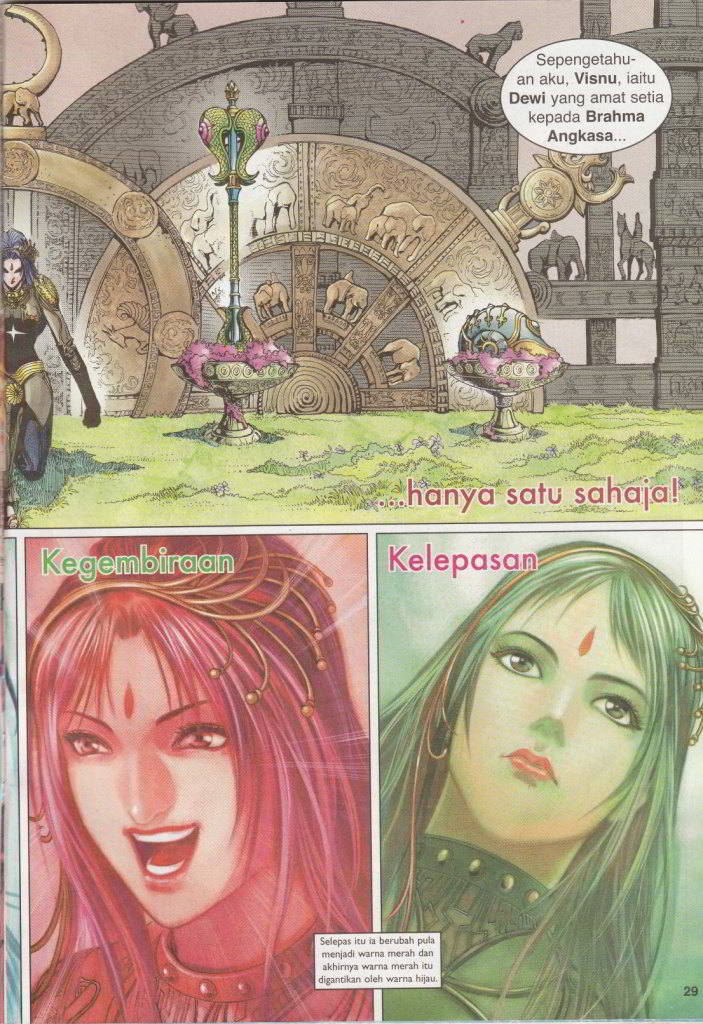 Sepengetahu-
an aku, Visnu, iaitu
Dewi yang amat setia
kepada Brahma
Angkasa...
...hanya satu sahaja!
Kegembiraan
Kelepasan
Selepas itu ia berubah pula
menjadi warna merah dan
akhirnya warna merah itu
digantikan oleh warna hijau.
29